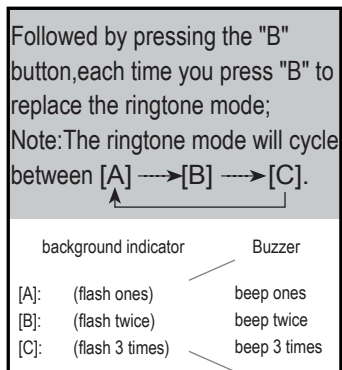 Followed by pressing the "B"
button,each time you press "B" to
replace the ringtone mode;
Note:The ringtone mode will cycle
between [A] ---->[B] ---->[C].
background indicator Buzzer
[A]: (flash ones) beep ones
[B]: (flash twice) beep twice
[C]: (flash 3 times) beep 3 times